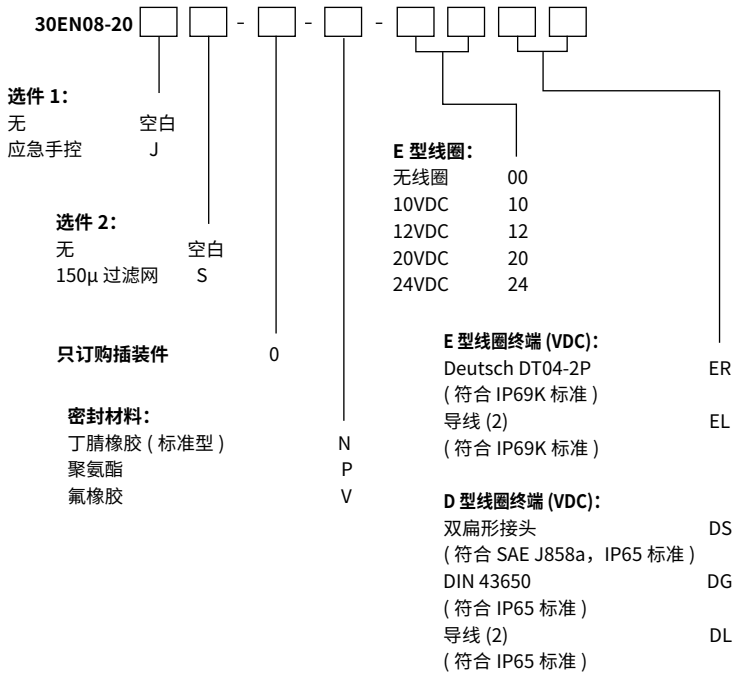 30EN08-20 - - -
选件 1：
无 空白
应急手控 J
选件 2：
无 空白
150μ 过滤网 S
只订购插装件 0
密封材料：
丁腈橡胶 ( 标准型 ) N
聚氨酯 P
氟橡胶 V
E 型线圈：
无线圈 00
10VDC 10
12VDC 12
20VDC 20
24VDC 24
E 型线圈终端 (VDC)：
Deutsch DT04-2P ER
( 符合 IP69K 标准 )
导线 (2) EL
( 符合 IP69K 标准 )
D 型线圈终端 (VDC)：
双扁形接头 DS
( 符合 SAE J858a，IP65 标准 )
DIN 43650 DG
( 符合 IP65 标准 )
导线 (2) DL
( 符合 IP65 标准 )